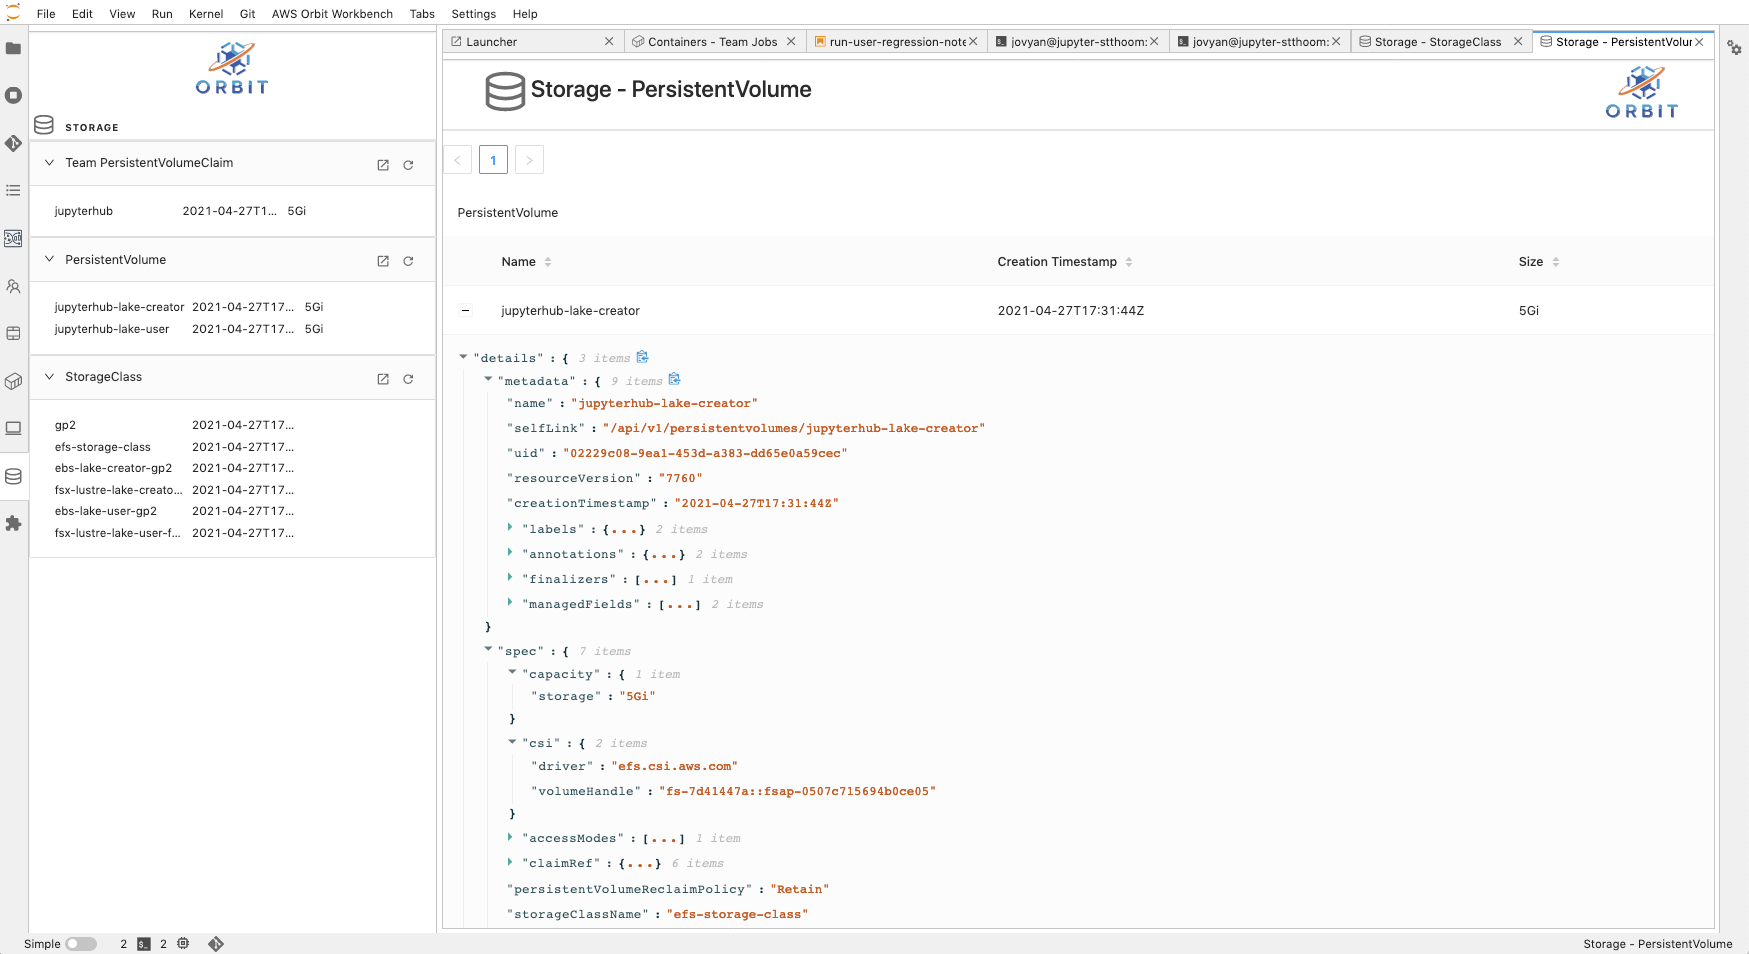 File Edit View Run Kernel Git AWS Orbit Workbench Tabs Settings Help
ORBIT
STORAGE
Team PersistentVolumeClaim
jupyterhub 2021-04-27T1... 5Gi
PersistentVolume
jupyterhub-lake-creator 2021-04-27T17... 5Gi
jupyterhub-lake-user 2021-04-27T17... 5Gi
StorageClass
gp2 2021-04-27T17...
efs-storage-class 2021-04-27T17...
ebs-lake-creator-gp2 2021-04-27T17...
fsx-lustre-lake-creato... 2021-04-27T17...
ebs-lake-user-gp2 2021-04-27T17...
fsx-lustre-lake-user-f... 2021-04-27T17...
Launcher Containers - Team Jobs run-user-regression-note jovyan@jupyter-stthoom: jovyan@jupyter-stthoom: Storage - StorageClass Storage - PersistentVolur
Storage - PersistentVolume
ORBIT
< 1 >
PersistentVolume
Name Creation Timestamp Size
jupyterhub-lake-creator 2021-04-27T17:31:44Z 5Gi
"details" : { 3 items
"metadata" : { 9 items
"name" : "jupyterhub-lake-creator"
"selfLink" : "/api/v1/persistentvolumes/jupyterhub-lake-creator"
"uid" : "02229c08-9ea1-453d-a383-dd65e0a59cec"
"resourceVersion" : "7760"
"creationTimestamp" : "2021-04-27T17:31:44Z"
"labels" : {...} 2 items
"annotations" : {...} 2 items
"finalizers" : [...] 1 item
"managedFields" : [...] 2 items
}
"spec" : { 7 items
"capacity" : { 1 item
"storage" : "5Gi"
}
"csi" : { 2 items
"driver" : "efs.csi.aws.com"
"volumeHandle" : "fs-7d41447a::fsap-0507c715694b0ce05"
}
"accessModes" : [...] 1 item
"claimRef" : {...} 6 items
"persistentVolumeReclaimPolicy" : "Retain"
"storageClassName" : "efs-storage-class"
Simple 2 $_ 2 Storage - PersistentVolume